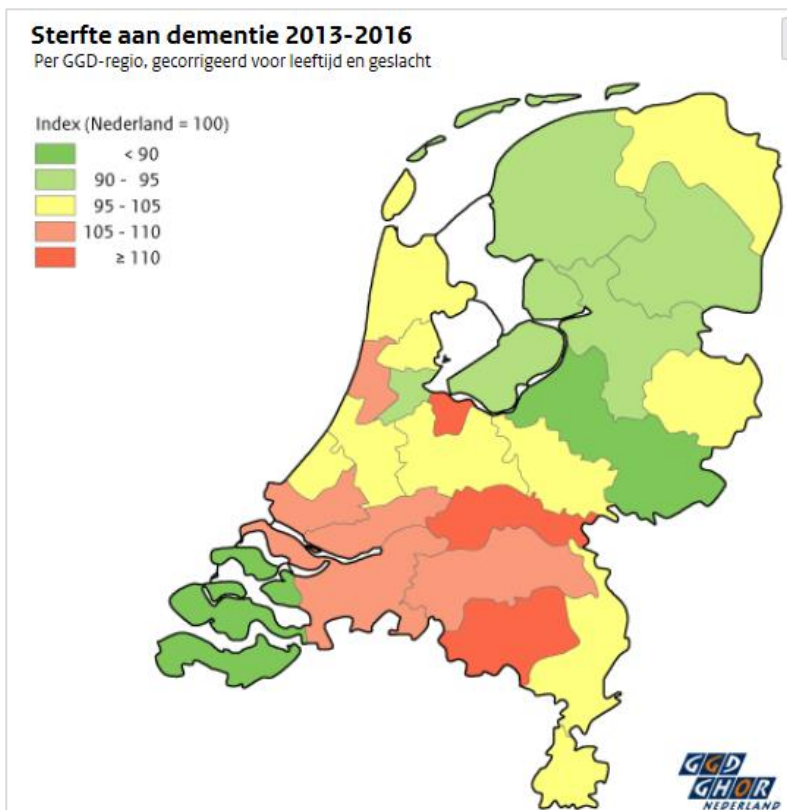 Sterfte aan dementie 2013-2016
Per GGD-regio, gecorrigeerd voor leeftijd en geslacht
Index (Nederland = 100)
< 90
90 - 95
95 - 105
105 - 110
≥ 110
GGD
GHOR
NEDERLAND